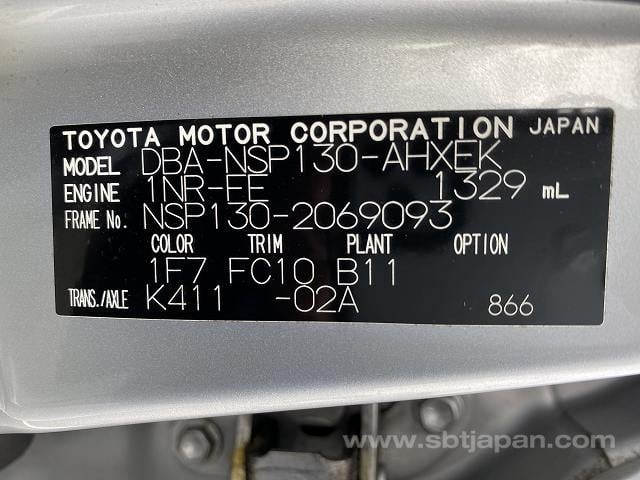 TOYOTA MOTOR CORPORATION JAPAN
MODEL DBA-NSP130-AHXEK
ENGINE 1NR-FE 1329 mL
FRAME No. NSP130-2069093
COLOR TRIM PLANT OPTION
1F7 FC10 B11
TRANS./AXLE K411 -02A 866
www.sbtjapan.com